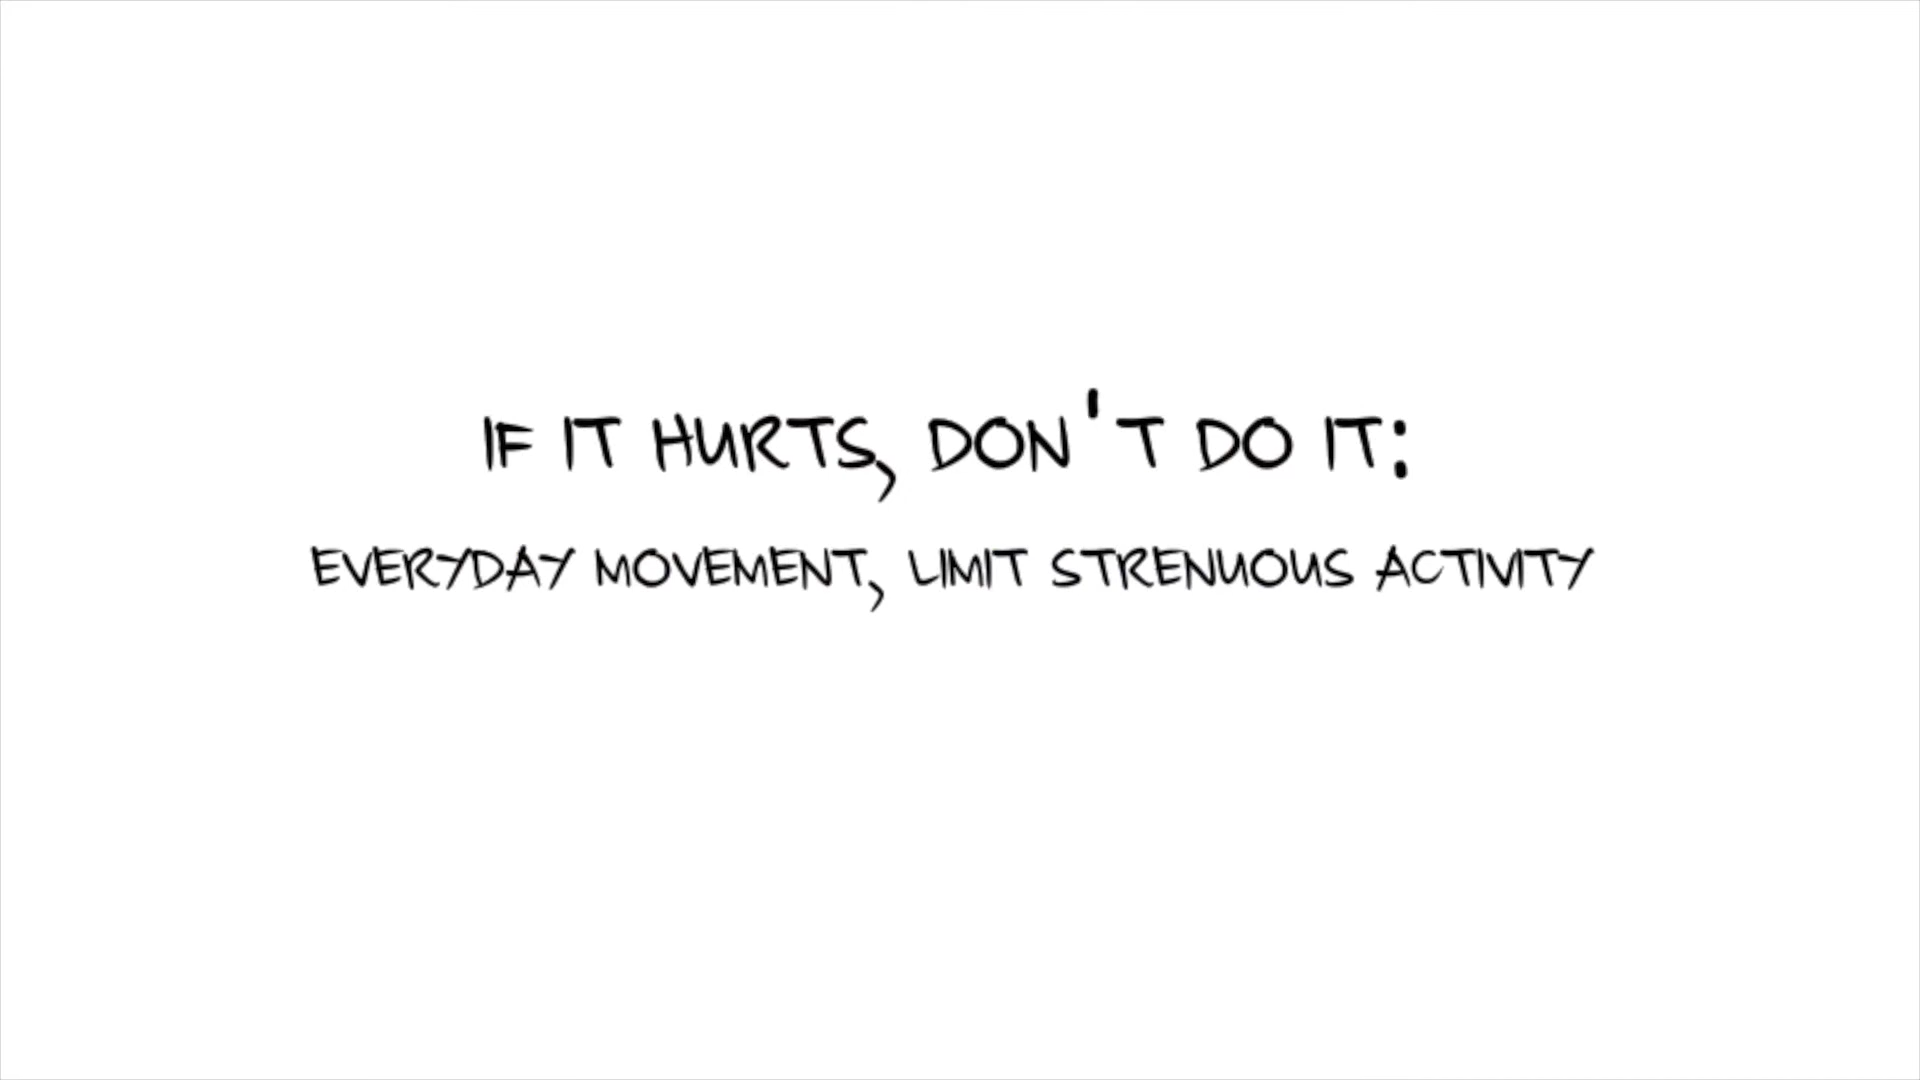 IF IT HURTS, DON'T DO IT:
EVERYDAY MOVEMENT, LIMIT STRENUOUS ACTIVITY